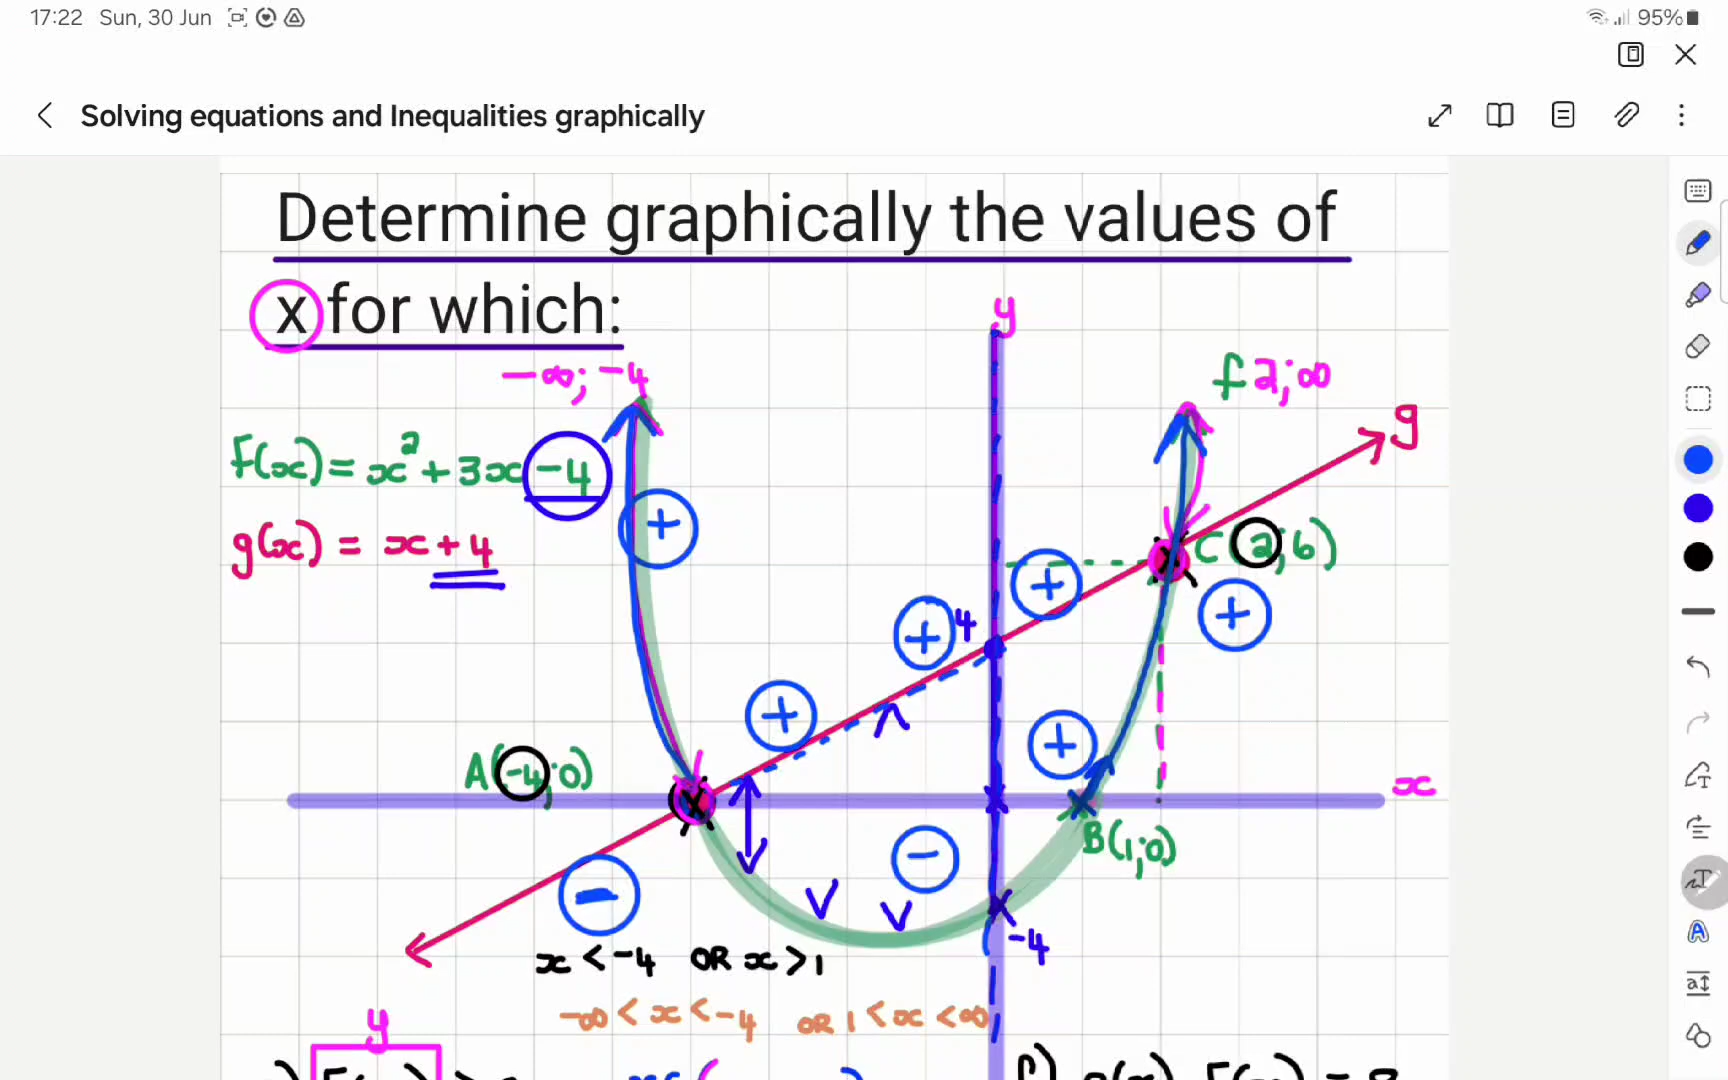 17:22 Sun, 30 Jun 95%
Solving equations and Inequalities graphically
Determine graphically the values of
x for which:
y
-∞; -4
f 2;∞
g
F(x) = x² + 3x - 4
g(x) = x + 4
+
+
+
+
+
+
4
C(2;6)
A(-4;0)
x
B(1;0)
-
-
-4
x < -4 OR x > 1
-∞ < x < -4 OR 1 < x < ∞
y